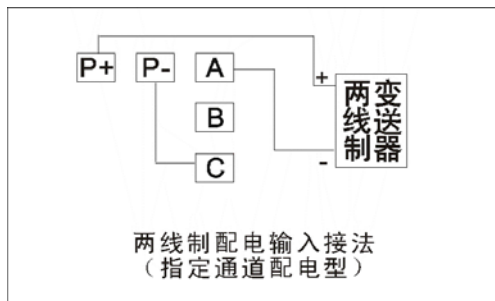 P+ P- A
+
B
C
-
两线制
变送器
两线制配电输入接法
（指定通道配电型）